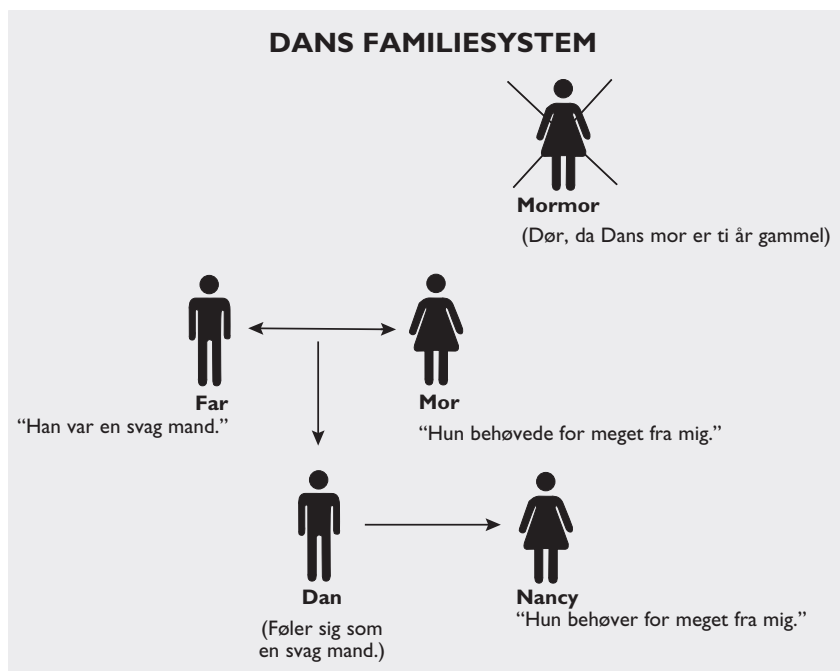 DANS FAMILIESYSTEM
Mormor
(Dør, da Dans mor er ti år gammel)
Far
“Han var en svag mand.”
Mor
“Hun behøvede for meget fra mig.”
Dan
(Føler sig som
en svag mand.)
Nancy
“Hun behøver for meget fra mig.”